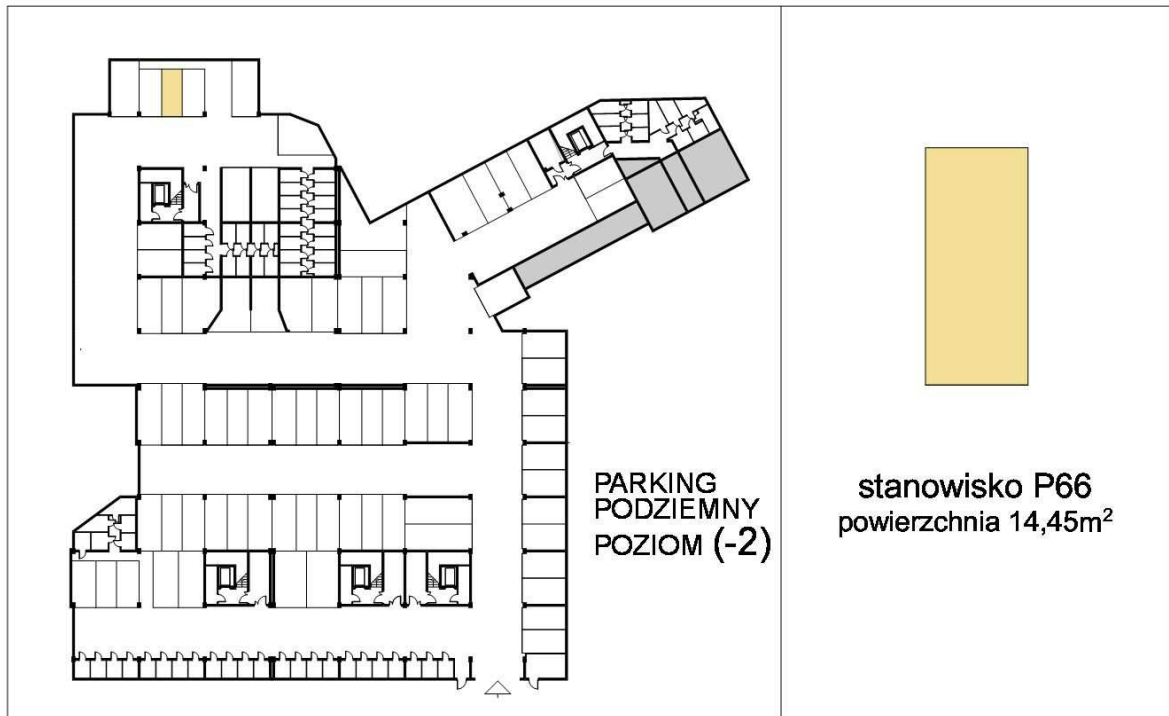 PARKING
PODZIEMNY
POZIOM (-2)
stanowisko P66
powierzchnia 14,45m²